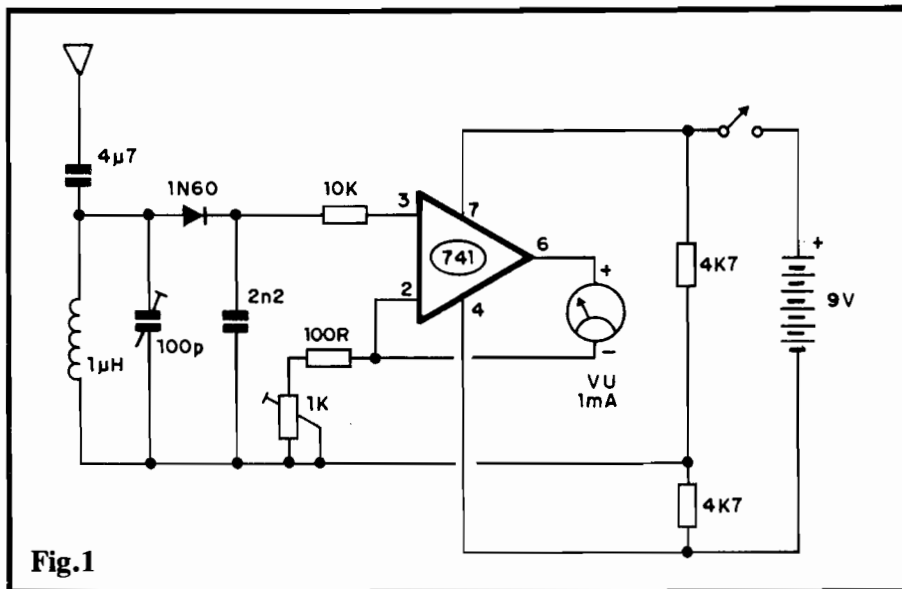 4µ7
1N60
10K
3
7
741
6
+
4K7
+
9V
2n2
2
4
100R
1µH
100p
1K
–
VU
1mA
4K7
Fig.1